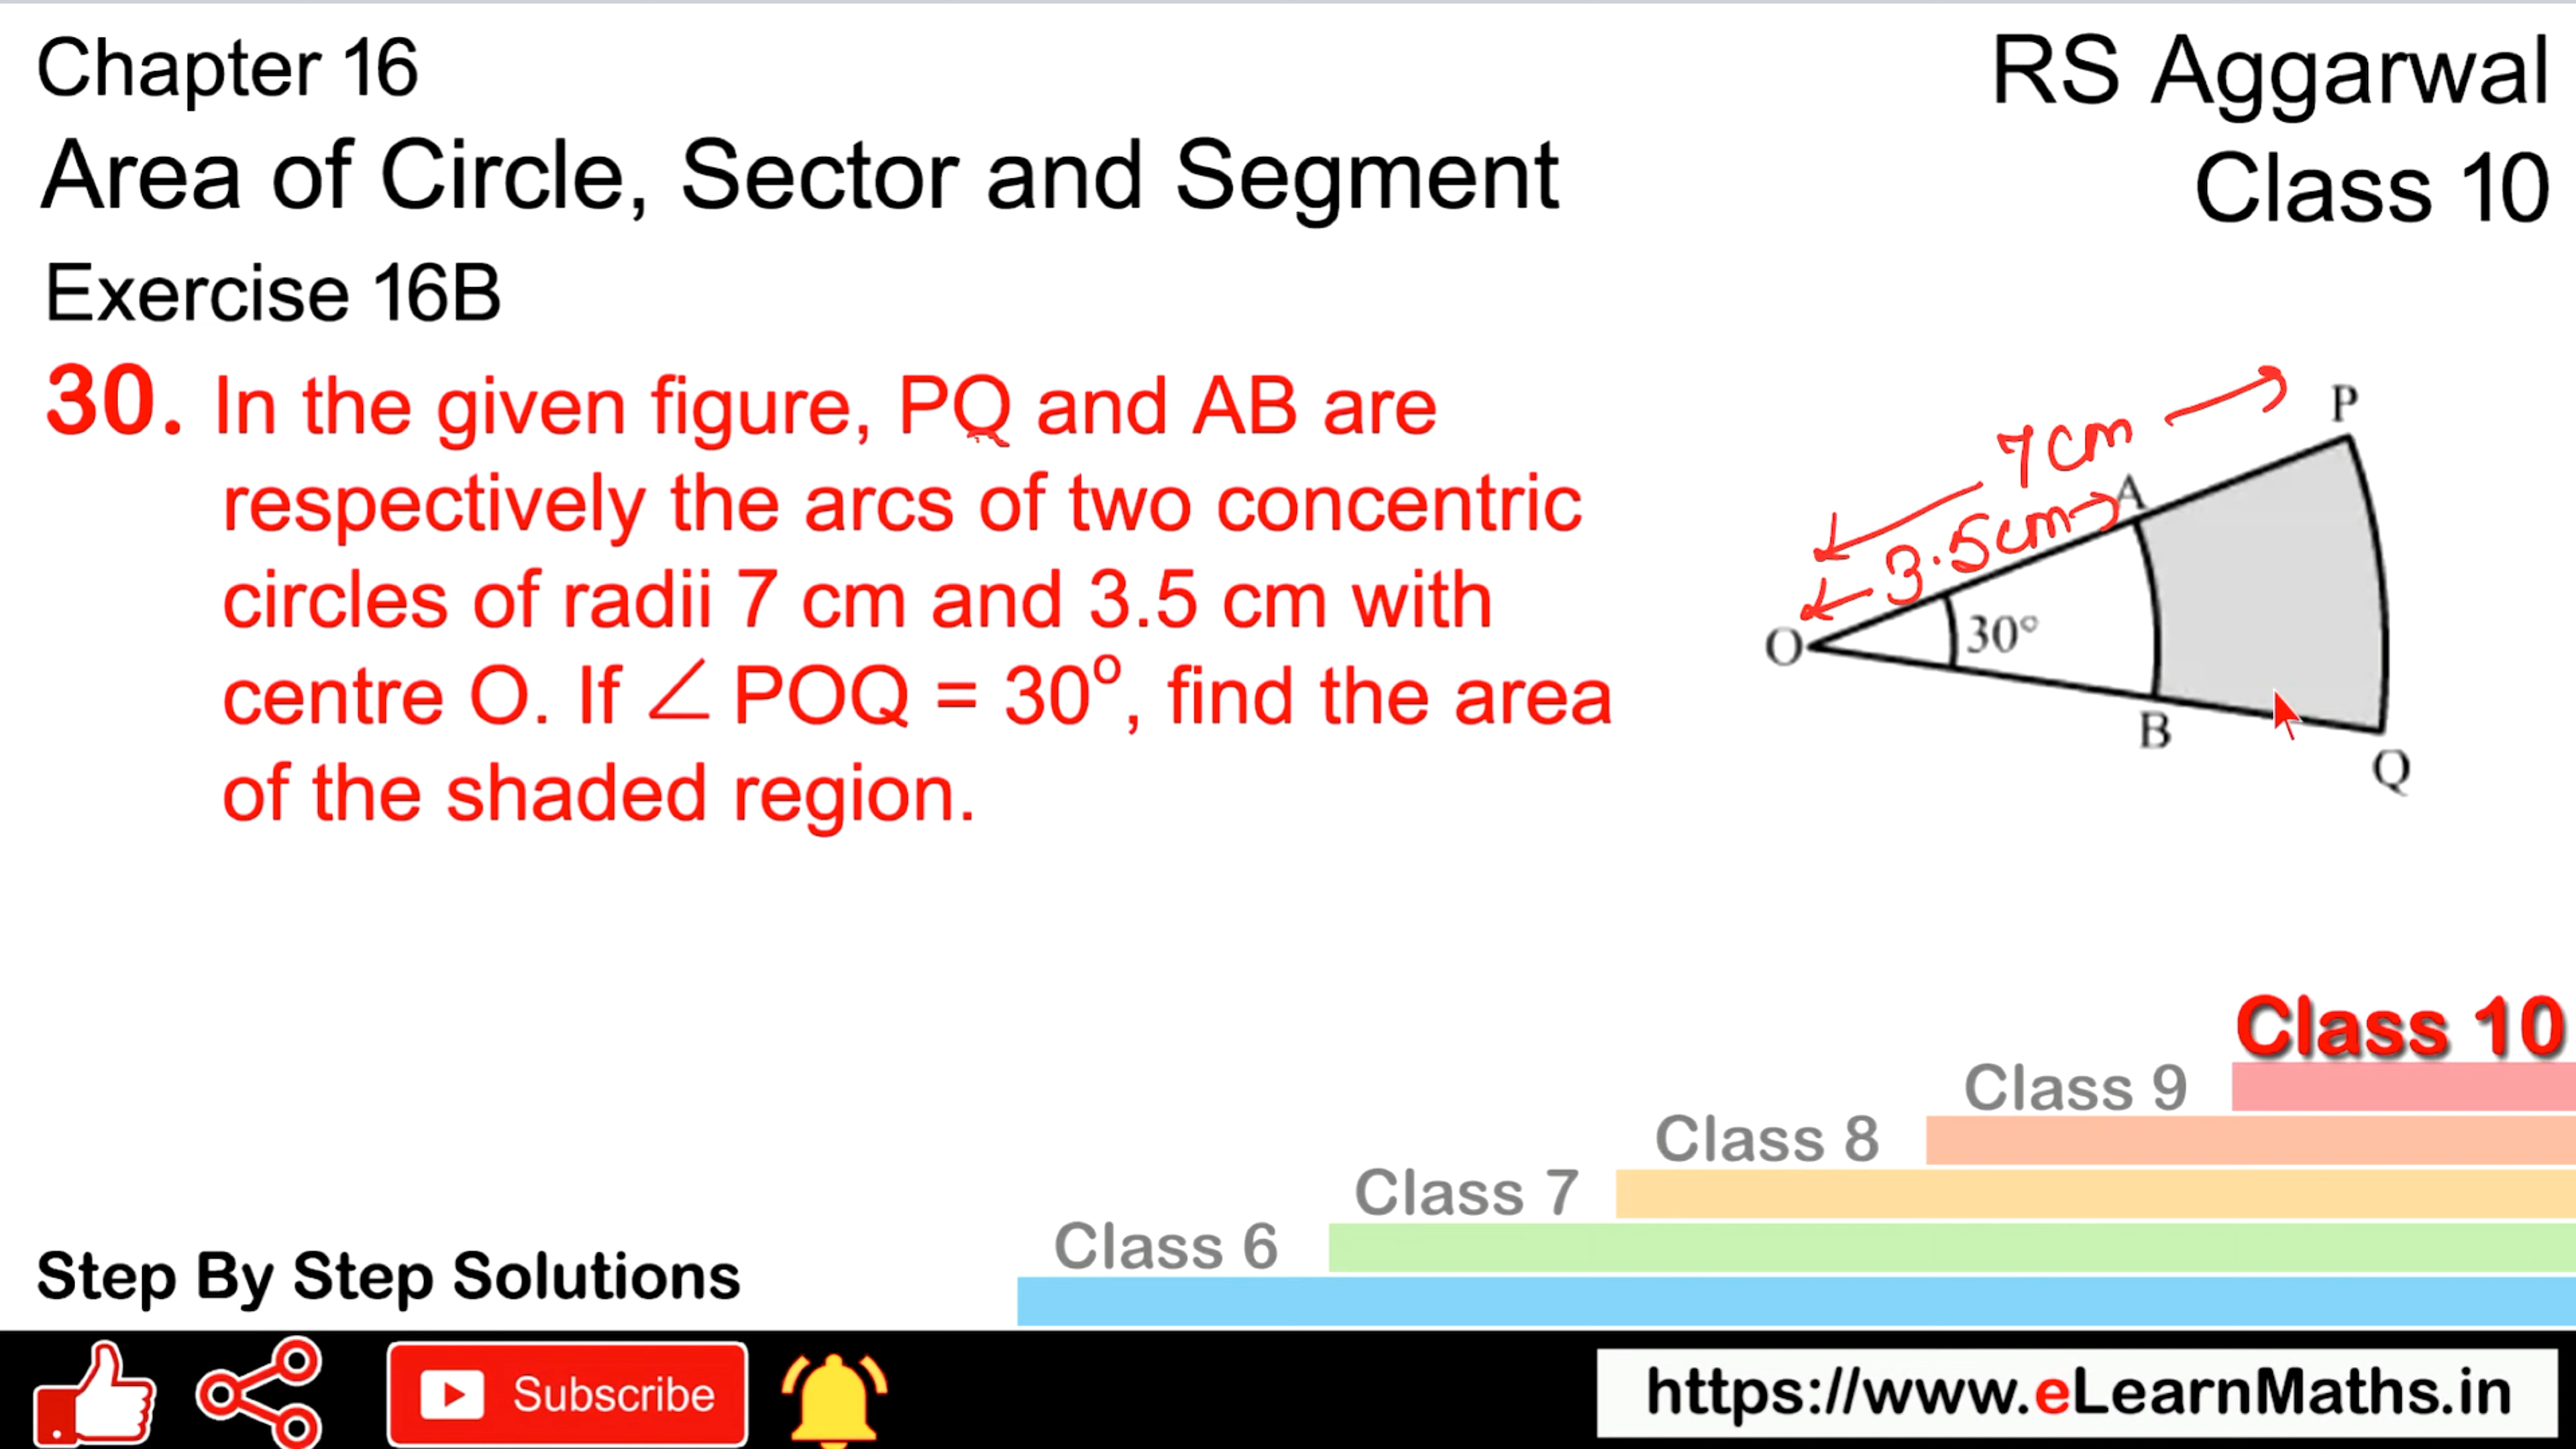 Chapter 16
RS Aggarwal
Area of Circle, Sector and Segment
Class 10
Exercise 16B
30. In the given figure, PQ and AB are
respectively the arcs of two concentric
circles of radii 7 cm and 3.5 cm with
centre O. If ∠ POQ = 30°, find the area
of the shaded region.
P
7cm
A
3.5cm
O
30°
B
Q
Class 10
Class 9
Class 8
Class 7
Class 6
Step By Step Solutions
Subscribe
https://www.eLearnMaths.in